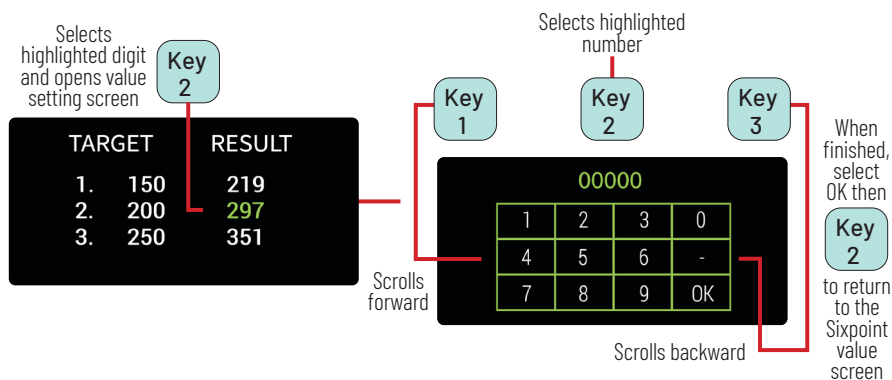 Selects
highlighted digit
and opens value
setting screen
Key
2
TARGET RESULT
1. 150 219
2. 200 297
3. 250 351
Selects highlighted
number
Key
1
Key
2
Key
3
00000
1 2 3 0
4 5 6 -
7 8 9 OK
Scrolls
forward
Scrolls backward
When
finished,
select
OK then
Key
2
to return
to the
Sixpoint
value
screen